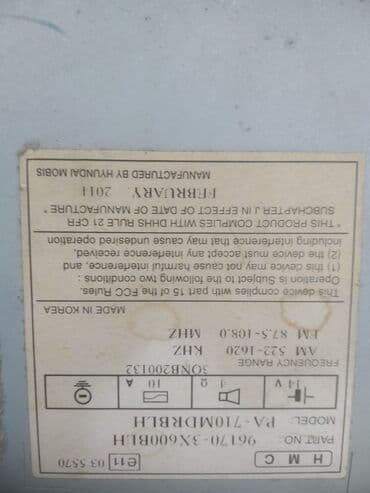 H M C e11 03 5570
PART NO: 96170-3X600BLH
MODEL: PA-710MDRBLH
14 V 4 Ω 10 A
3ONB200132
FREQUENCY RANGE
AM 522-1620 KHZ
FM 87.5-108.0 MHZ
MADE IN KOREA
This device complies with part 15 of the FCC Rules.
Operation is Subject to the following two conditions :
(1) this device may not cause harmful interference, and,
(2) the device must accept any interference received,
including interference that may cause undesired operation
"THIS PRODUCT COMPLIES WITH DHHS RULE 21 CFR
SUBCHAPTER J IN EFFECT OF DATE OF MANUFACTURE"
FEBRUARY 2011
MANUFACTURED BY HYUNDAI MOBIS